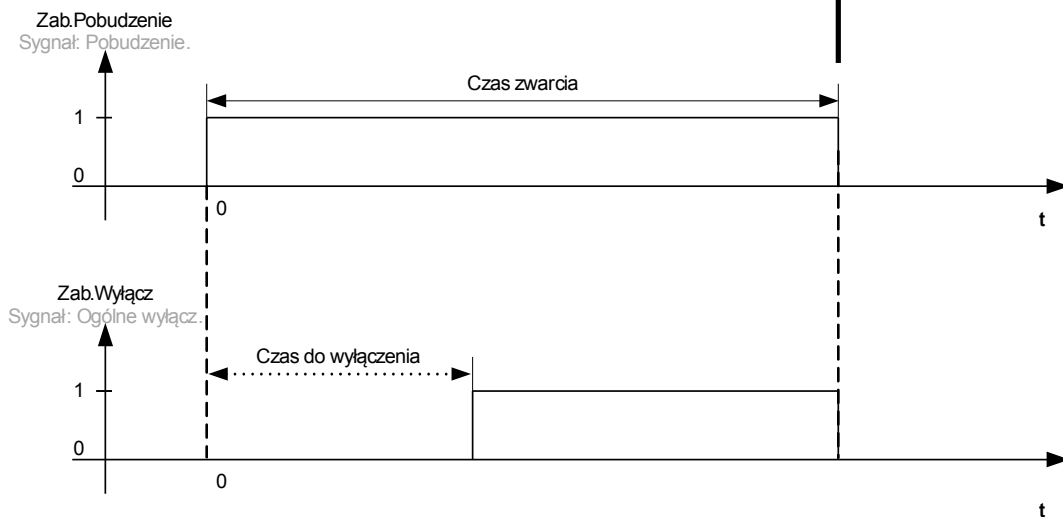 Zab.Pobudzenie
Sygnał: Pobudzenie.
Czas zwarcia
1
0
0
t
Zab.Wyłącz
Sygnał: Ogólne wyłącz.
Czas do wyłączenia
1
0
0
t